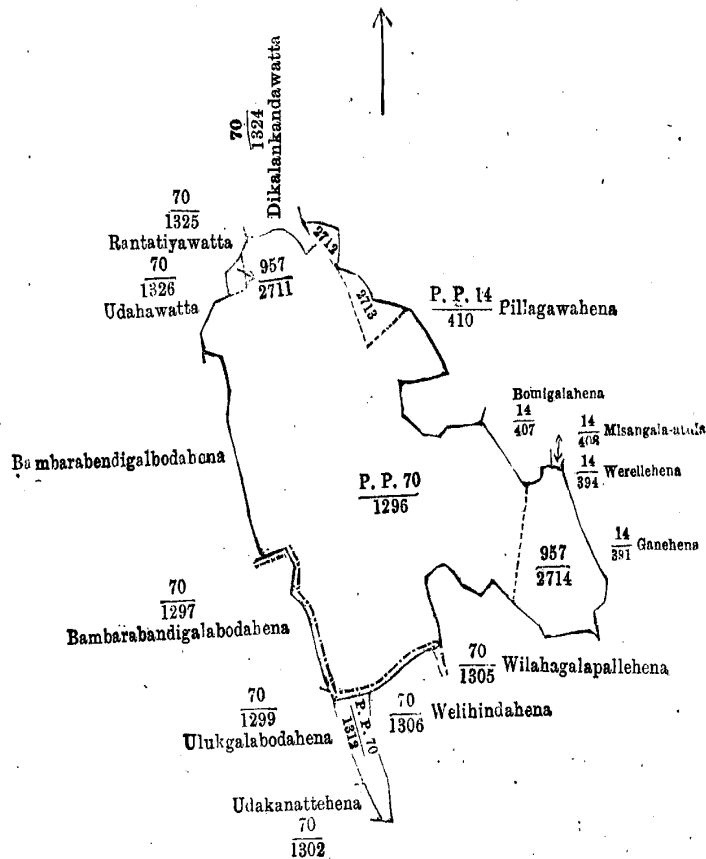 70
1324
Dikalankandawatta
70
1325
Rantatiyawatta
70
1326
Udahawatta
957
2711
2712
2713
P. P. 14
410
Pillagawahena
Bomigalahena
14
407
14
408
14
394
Werellehena
Bambarabendigalbodahena
P. P. 70
1296
14
391
Ganehena
957
2714
70
1297
Bambarabandigalabodahena
70
1305
Wilahagalapallehena
70
1299
Ulukgalabodahena
P. P. 70
1312
70
1306
Welihindahena
Udakanattehena
70
1302